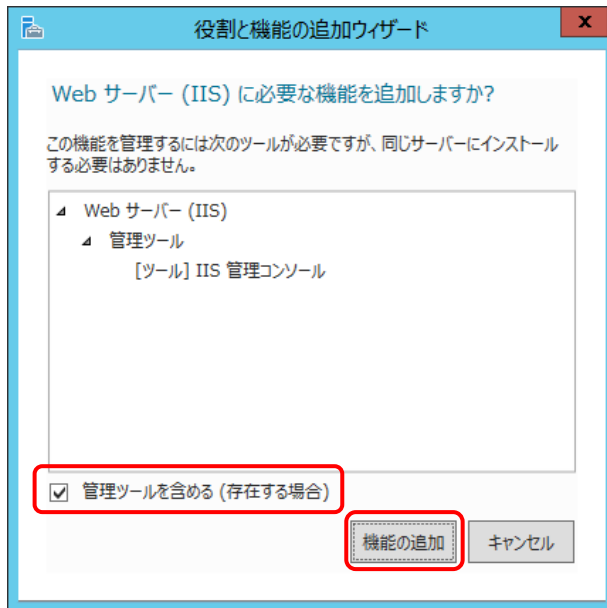 役割と機能の追加ウィザード
x
Web サーバー (IIS) に必要な機能を追加しますか?
この機能を管理するには次のツールが必要ですが、同じサーバーにインストール
する必要はありません。
Web サーバー (IIS)
管理ツール
[ツール] IIS 管理コンソール
管理ツールを含める (存在する場合)
機能の追加
キャンセル